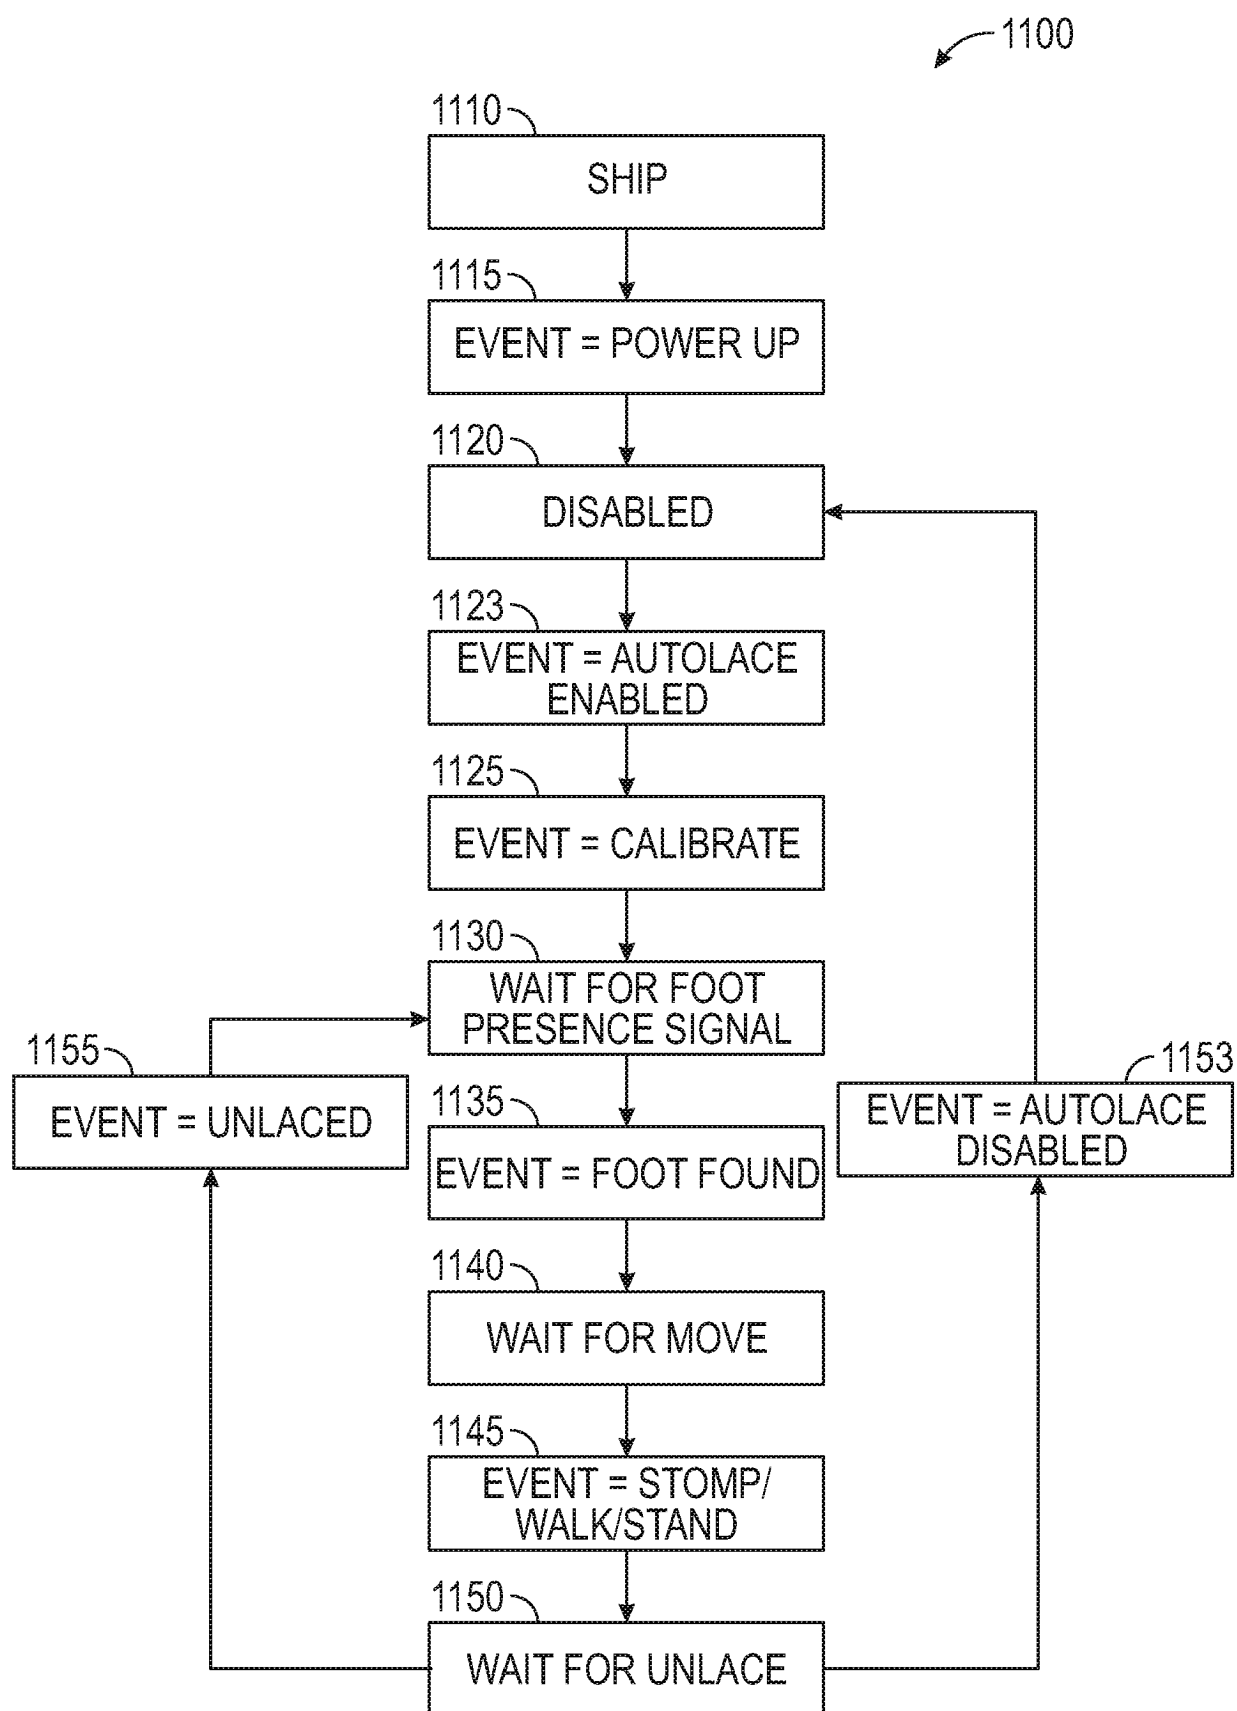 1100
1110
SHIP
1115
EVENT = POWER UP
1120
DISABLED
1123
EVENT = AUTOLACE
ENABLED
1125
EVENT = CALIBRATE
1130
WAIT FOR FOOT
PRESENCE SIGNAL
1155
EVENT = UNLACED
1153
EVENT = AUTOLACE
DISABLED
1135
EVENT = FOOT FOUND
1140
WAIT FOR MOVE
1145
EVENT = STOMP/
WALK/STAND
1150
WAIT FOR UNLACE